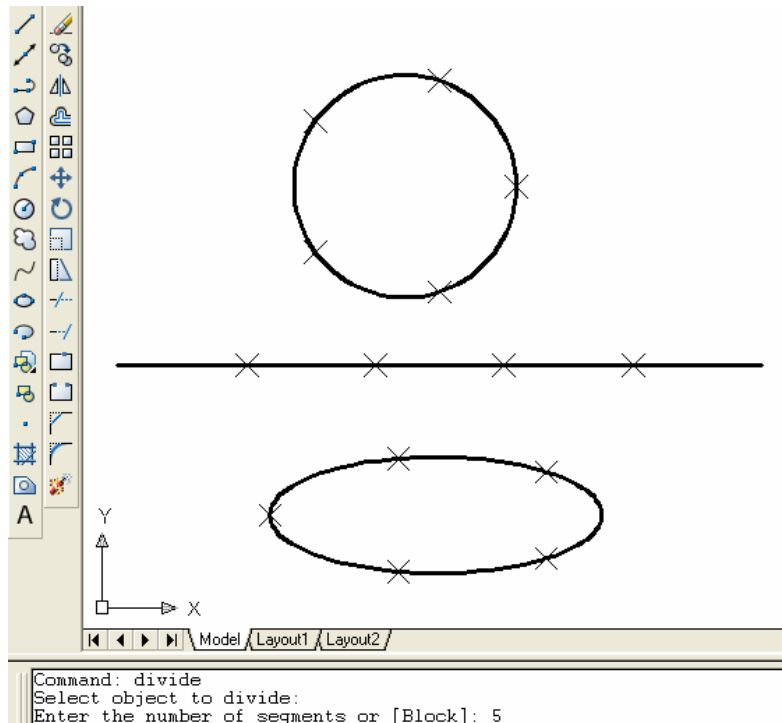 A
Y
X
Model Layout1 Layout2
Command: divide
Select object to divide:
Enter the number of segments or [Block]: 5